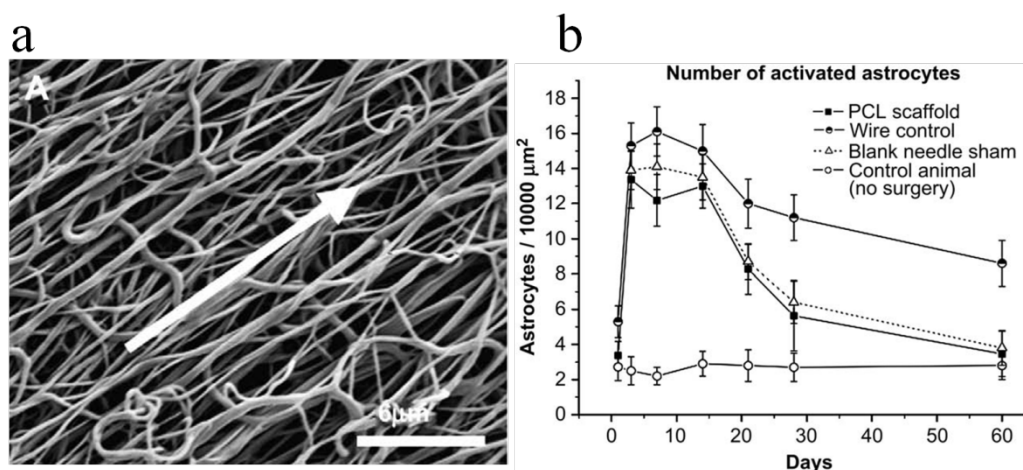 a
b
A
6µm
Number of activated astrocytes
PCL scaffold
Wire control
Blank needle sham
Control animal
(no surgery)
Astrocytes / 10000 µm²
18
16
14
12
10
8
6
4
2
0
0
10
20
30
40
50
60
Days